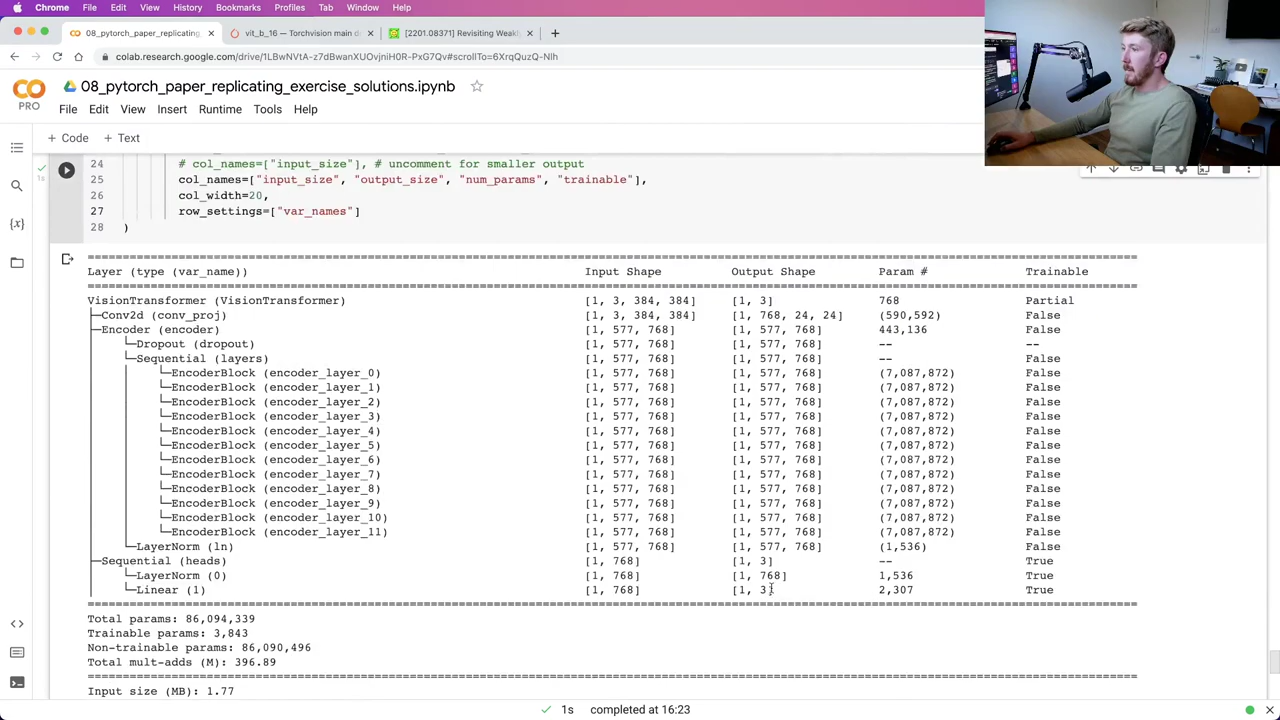 Chrome File Edit View History Bookmarks Profiles Tab Window Help
08_pytorch_paper_replicating_ vit_b_16 — Torchvision main d [2201.08371] Revisiting Weakl
08_pytorch_paper_replicating_exercise_solutions.ipynb
PRO
File Edit View Insert Runtime Tools Help
+ Code + Text
24 # col_names=["input_size"], # uncomment for smaller output
25 col_names=["input_size", "output_size", "num_params", "trainable"],
26 col_width=20,
27 row_settings=["var_names"]
28 )
1s
Layer (type (var_name)) Input Shape Output Shape Param # Trainable
VisionTransformer (VisionTransformer) [1, 3, 384, 384] [1, 3] 768 Partial
├─Conv2d (conv_proj) [1, 3, 384, 384] [1, 768, 24, 24] (590,592) False
├─Encoder (encoder) [1, 577, 768] [1, 577, 768] 443,136 False
│ └─Dropout (dropout) [1, 577, 768] [1, 577, 768] -- --
│ └─Sequential (layers) [1, 577, 768] [1, 577, 768] -- False
│ │ └─EncoderBlock (encoder_layer_0) [1, 577, 768] [1, 577, 768] (7,087,872) False
│ │ └─EncoderBlock (encoder_layer_1) [1, 577, 768] [1, 577, 768] (7,087,872) False
│ │ └─EncoderBlock (encoder_layer_2) [1, 577, 768] [1, 577, 768] (7,087,872) False
│ │ └─EncoderBlock (encoder_layer_3) [1, 577, 768] [1, 577, 768] (7,087,872) False
│ │ └─EncoderBlock (encoder_layer_4) [1, 577, 768] [1, 577, 768] (7,087,872) False
│ │ └─EncoderBlock (encoder_layer_5) [1, 577, 768] [1, 577, 768] (7,087,872) False
│ │ └─EncoderBlock (encoder_layer_6) [1, 577, 768] [1, 577, 768] (7,087,872) False
│ │ └─EncoderBlock (encoder_layer_7) [1, 577, 768] [1, 577, 768] (7,087,872) False
│ │ └─EncoderBlock (encoder_layer_8) [1, 577, 768] [1, 577, 768] (7,087,872) False
│ │ └─EncoderBlock (encoder_layer_9) [1, 577, 768] [1, 577, 768] (7,087,872) False
│ │ └─EncoderBlock (encoder_layer_10) [1, 577, 768] [1, 577, 768] (7,087,872) False
│ │ └─EncoderBlock (encoder_layer_11) [1, 577, 768] [1, 577, 768] (7,087,872) False
│ └─LayerNorm (ln) [1, 577, 768] [1, 577, 768] (1,536) False
├─Sequential (heads) [1, 768] [1, 3] -- True
│ └─LayerNorm (0) [1, 768] [1, 768] 1,536 True
│ └─Linear (1) [1, 768] [1, 3] 2,307 True
Total params: 86,094,339
Trainable params: 3,843
Non-trainable params: 86,090,496
Total mult-adds (M): 396.89
Input size (MB): 1.77
1s completed at 16:23